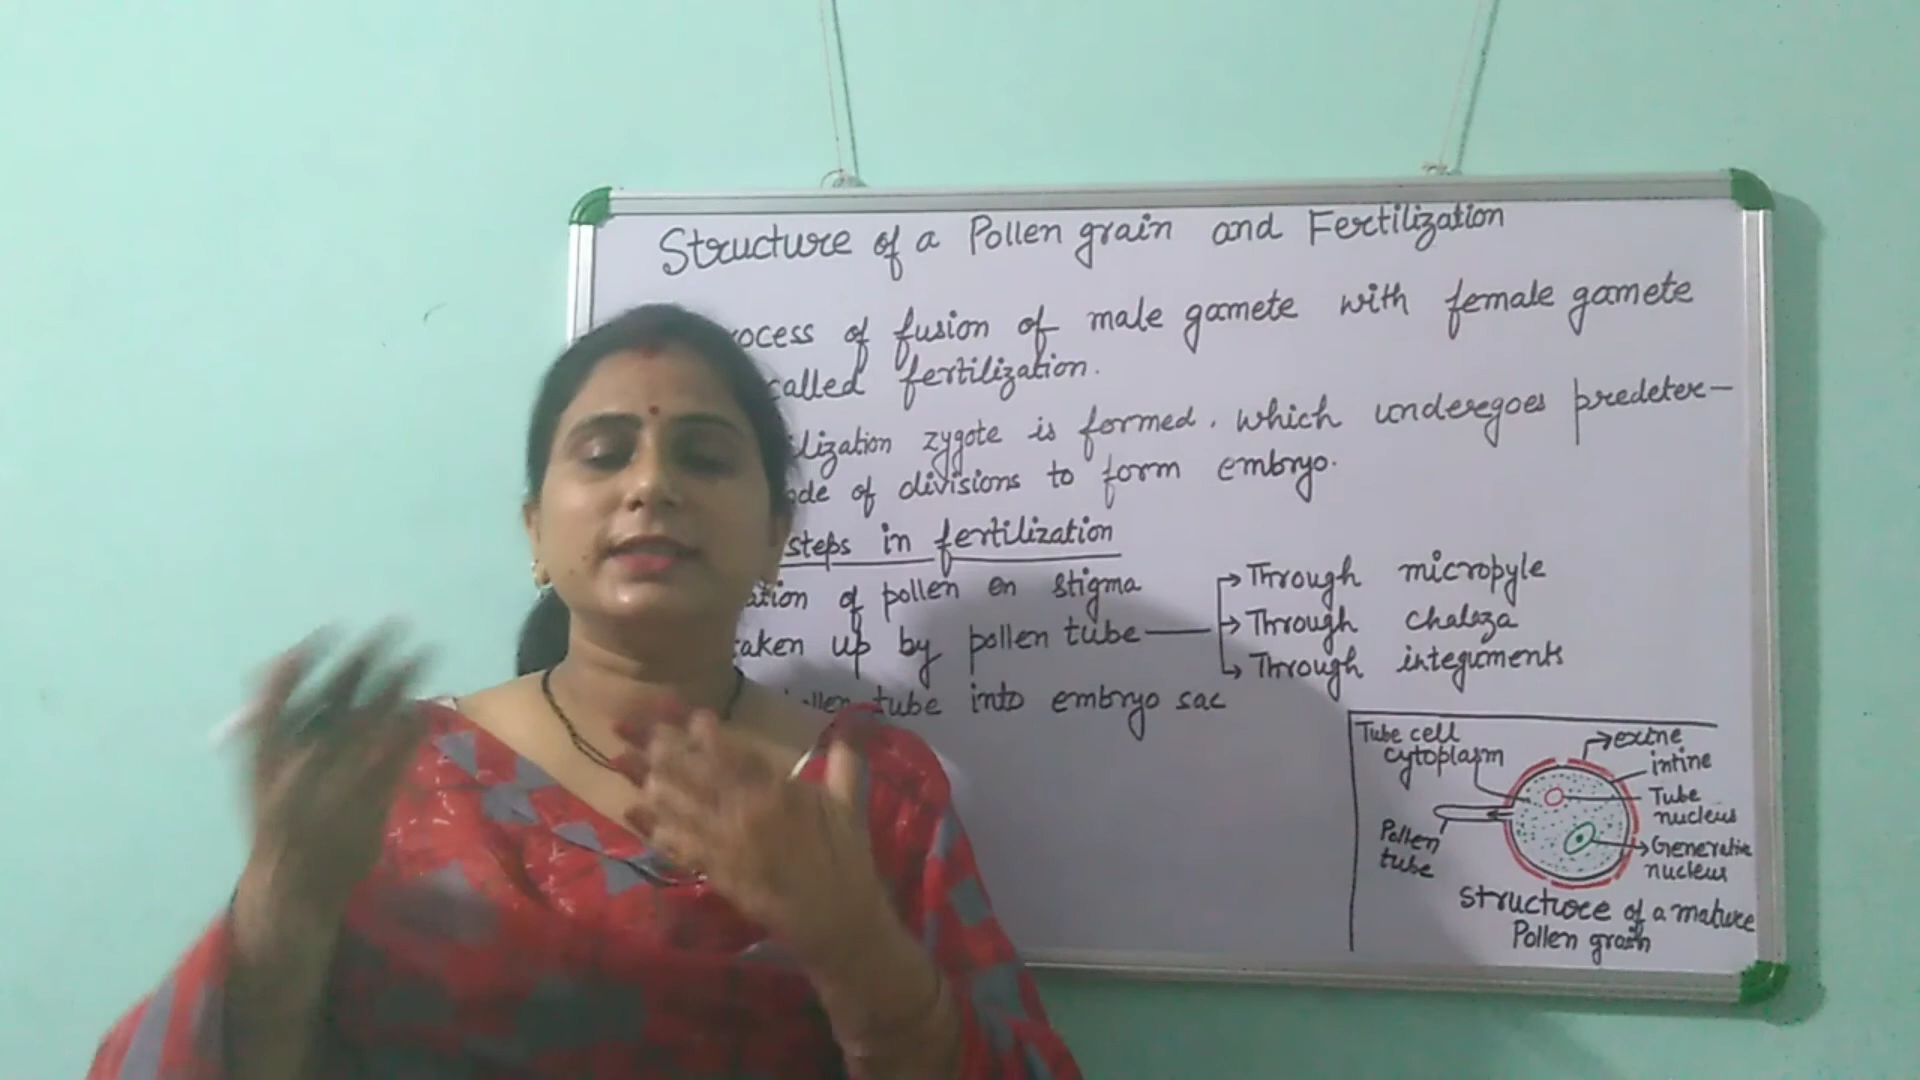 Structure of a Pollen grain and Fertilization
ocess of fusion of male gamete with female gamete
called fertilization.
lization zygote is formed. which undergoes predeter-
ode of divisions to form embryo.
steps in fertilization
ation of pollen on stigma
taken up by pollen tube
Through micropyle
Through chalaza
Through integuments
llen tube into embryo sac
Tube cell
cytoplasm
exine
intine
Tube
nucleus
Generative
nucleus
Pollen
tube
structure of a mature
Pollen grain